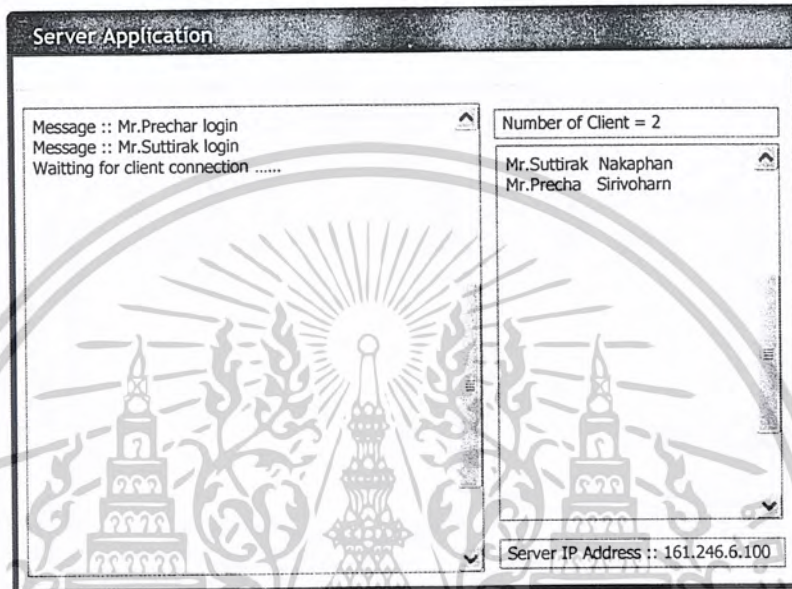 Server Application
Message :: Mr.Prechar login
Message :: Mr.Suttirak login
Waitting for client connection ......
Number of Client = 2
Mr.Suttirak Nakaphan
Mr.Precha Sirivoharn
Server IP Address :: 161.246.6.100